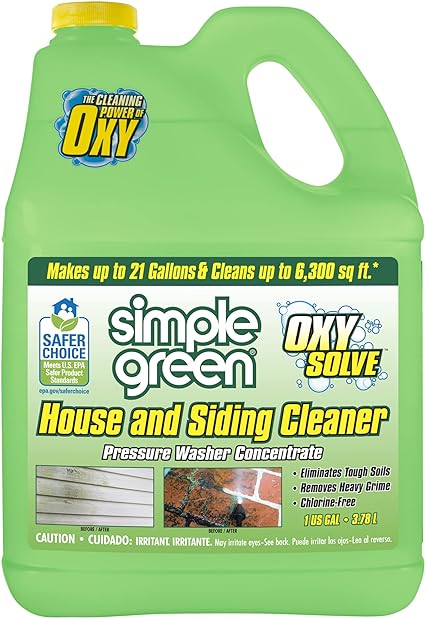 THE CLEANING
POWER OF
OXY
Makes up to 21 Gallons & Cleans up to 6,300 sq ft.*
SAFER
CHOICE
Meets U.S. EPA
Safer Product
Standards
epa.gov/saferchoice
simple
green®
OXY
SOLVE™
House and Siding Cleaner
Pressure Washer Concentrate
• Eliminates Tough Soils
• Removes Heavy Grime
• Chlorine-Free
1 US GAL • 3.78 L
BEFORE / AFTER
BEFORE / AFTER
CAUTION • CUIDADO: IRRITANT. IRRITANTE. May irritate eyes-See back. Puede irritar los ojos-Lea al reverso.